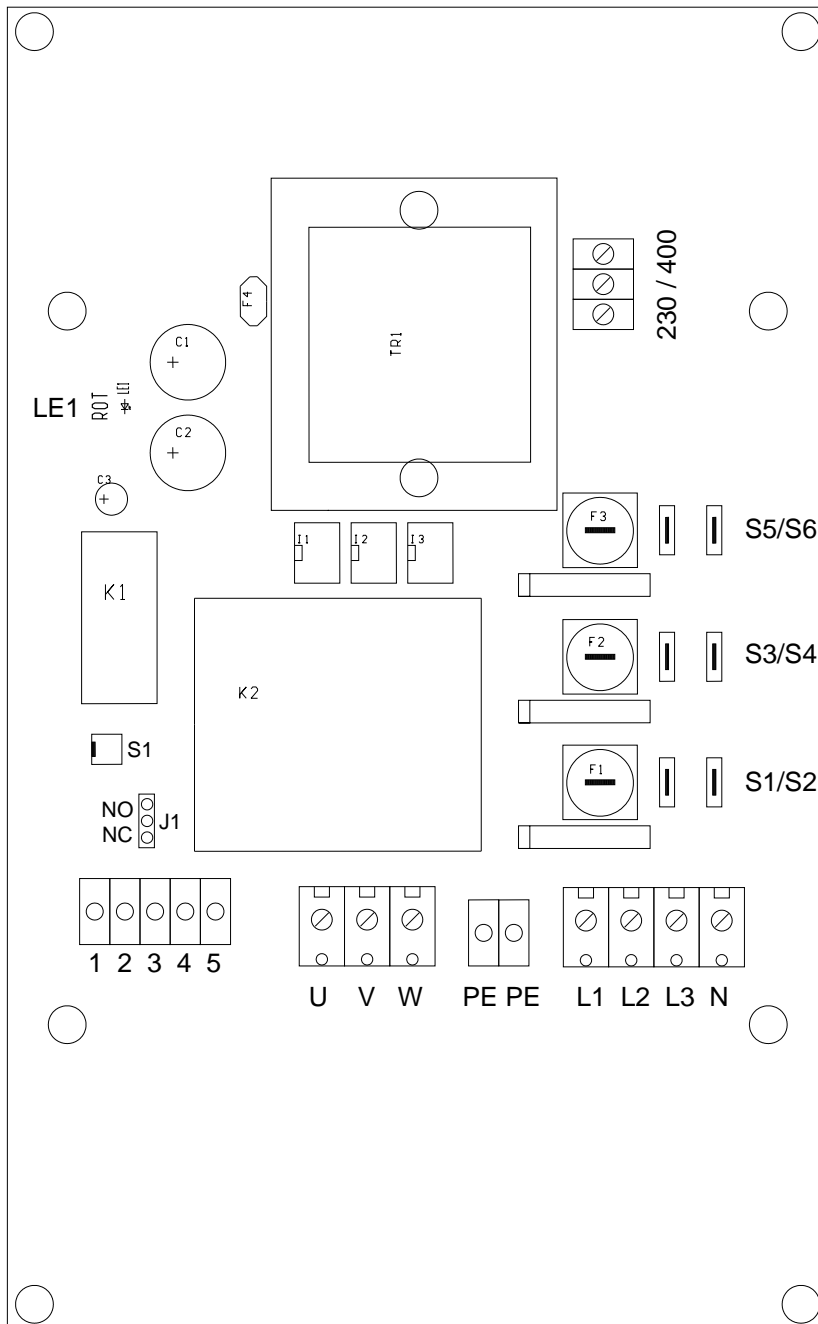 230 / 400
F4
C1
TR1
LE1 ROT LE1
C2
C3
F3
S5/S6
I1 I2 I3
K1
F2
S3/S4
K2
S1
F1
S1/S2
NO
J1
NC
1 2 3 4 5
U V W PE PE L1 L2 L3 N